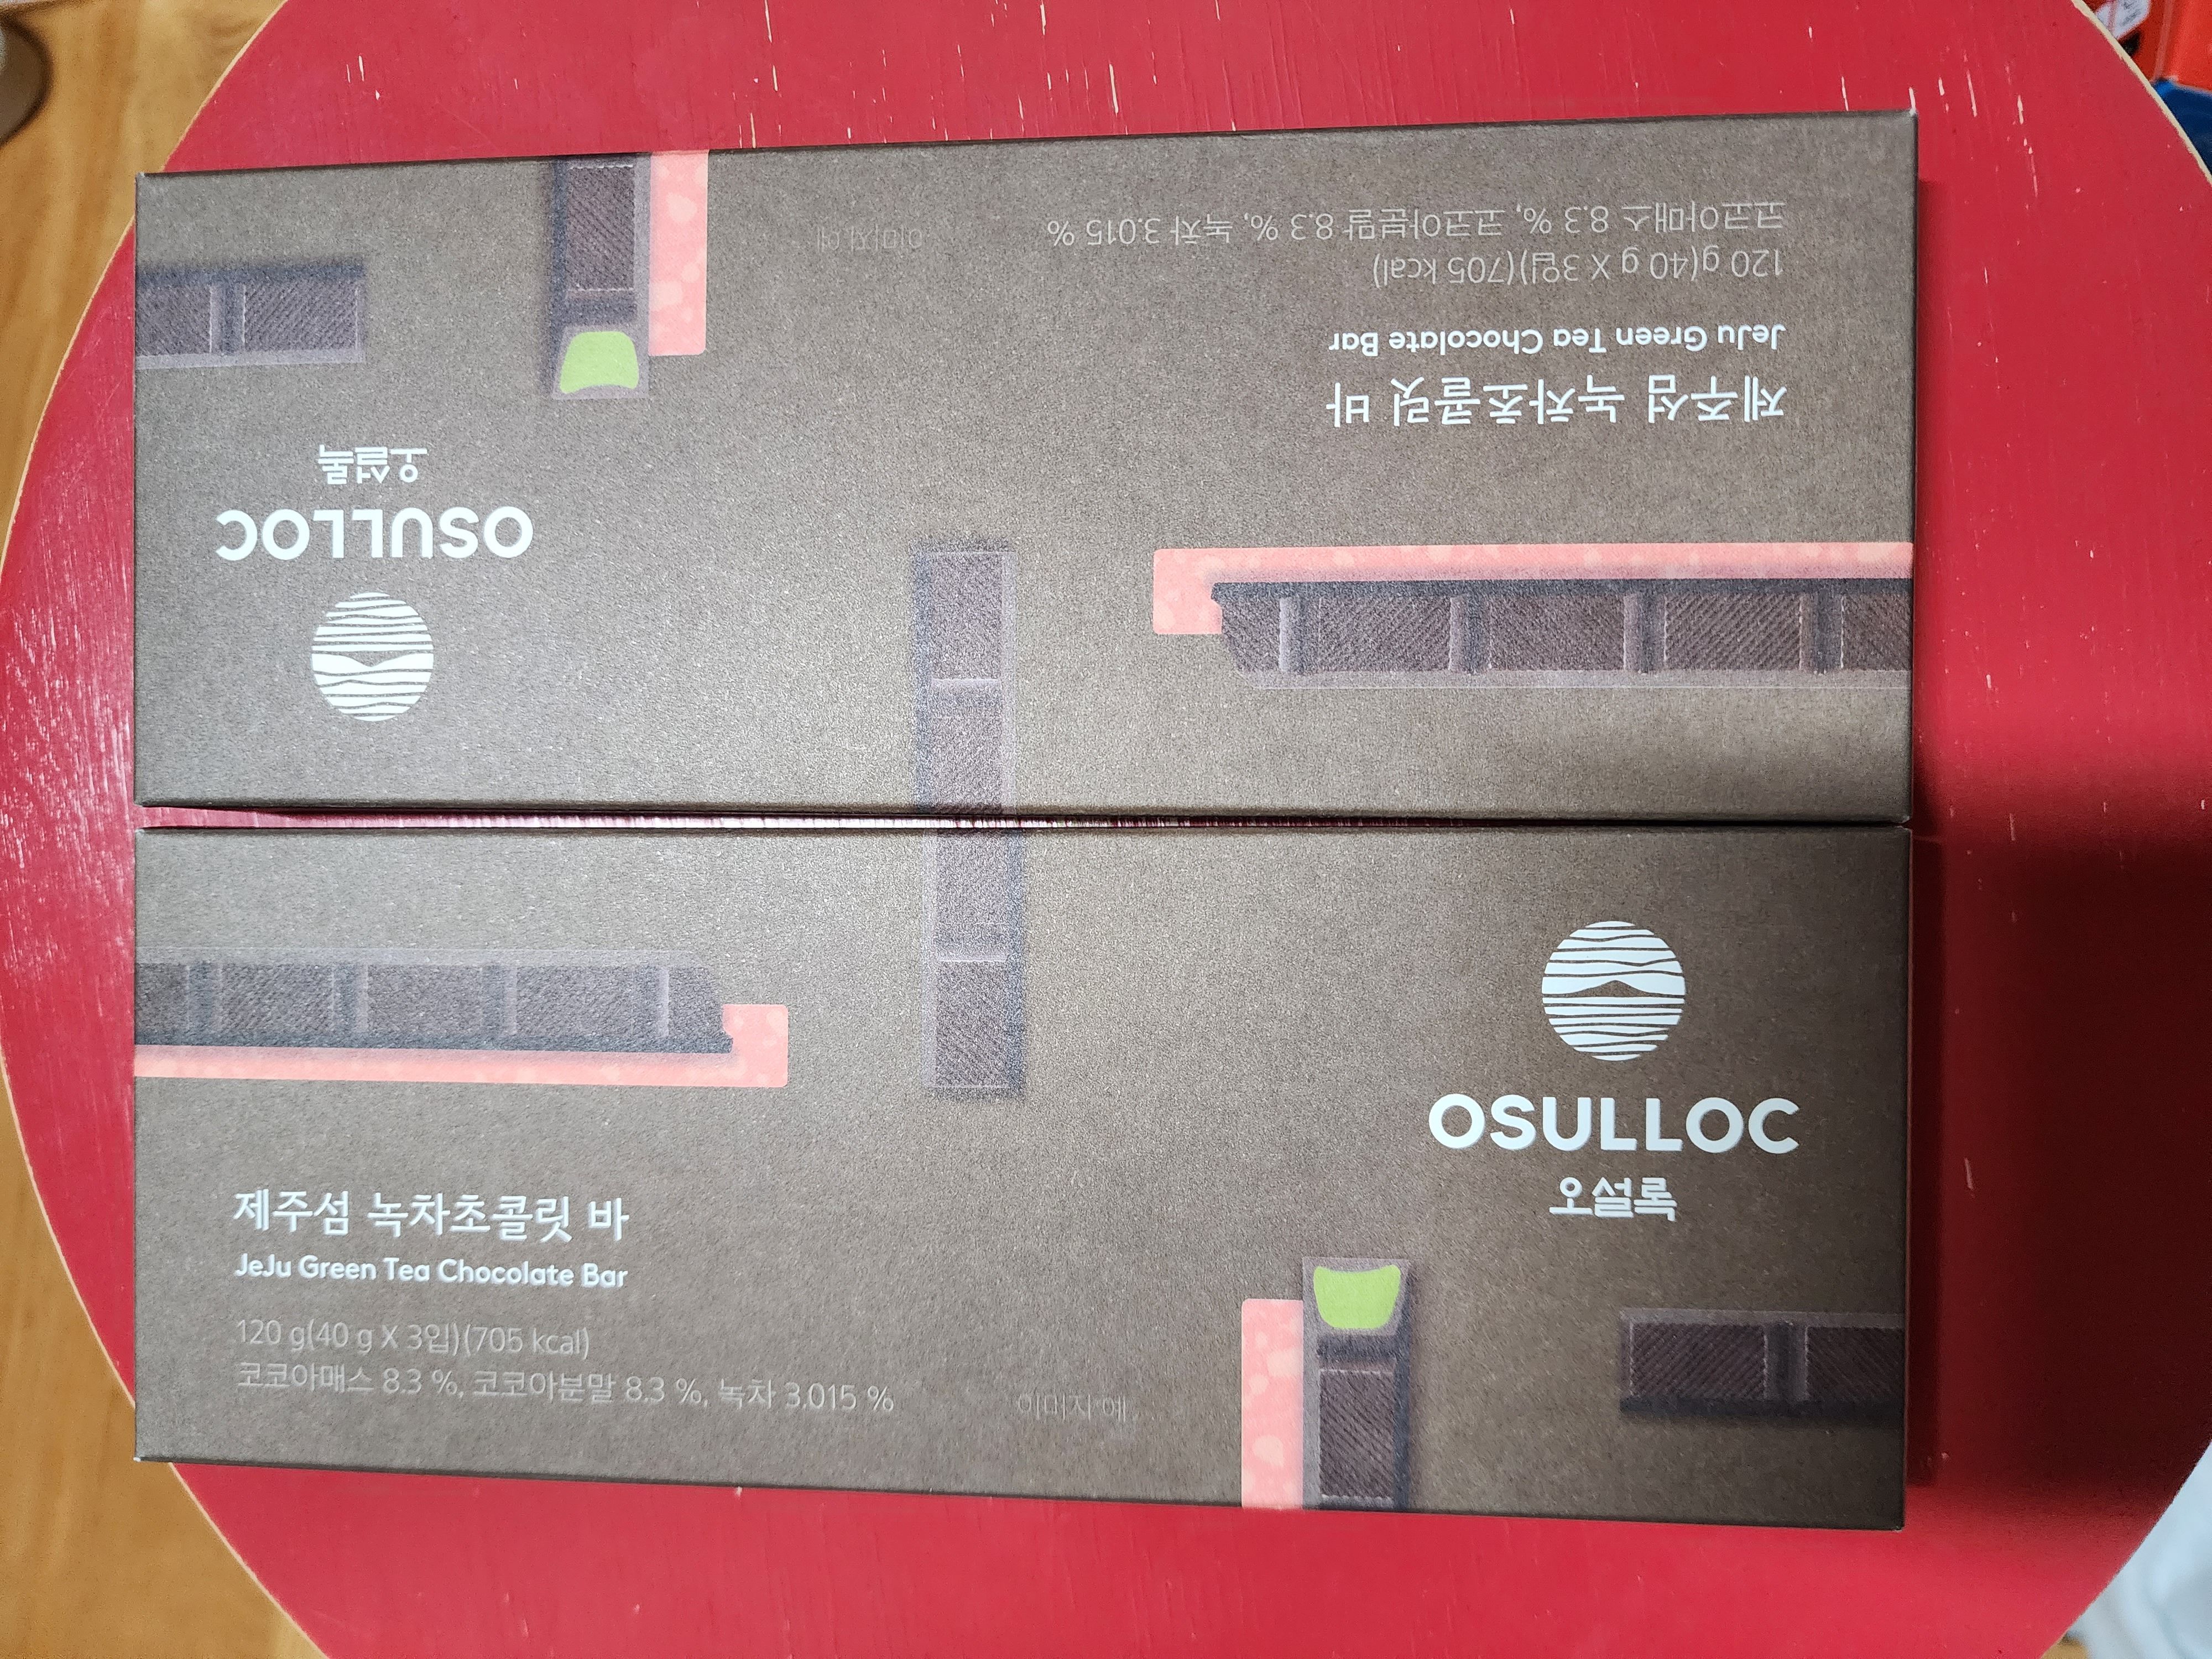 코코아매스 8.3 %, 코코아분말 8.3 %, 녹차 3.015 %
이미지 예
120 g(40 g X 3입)(705 kcal)
JeJu Green Tea Chocolate Bar
제주섬 녹차초콜릿 바
오설록
OSULLOC
OSULLOC
오설록
제주섬 녹차초콜릿 바
JeJu Green Tea Chocolate Bar
120 g(40 g X 3입)(705 kcal)
코코아매스 8.3 %, 코코아분말 8.3 %, 녹차 3.015 %
이미지 예